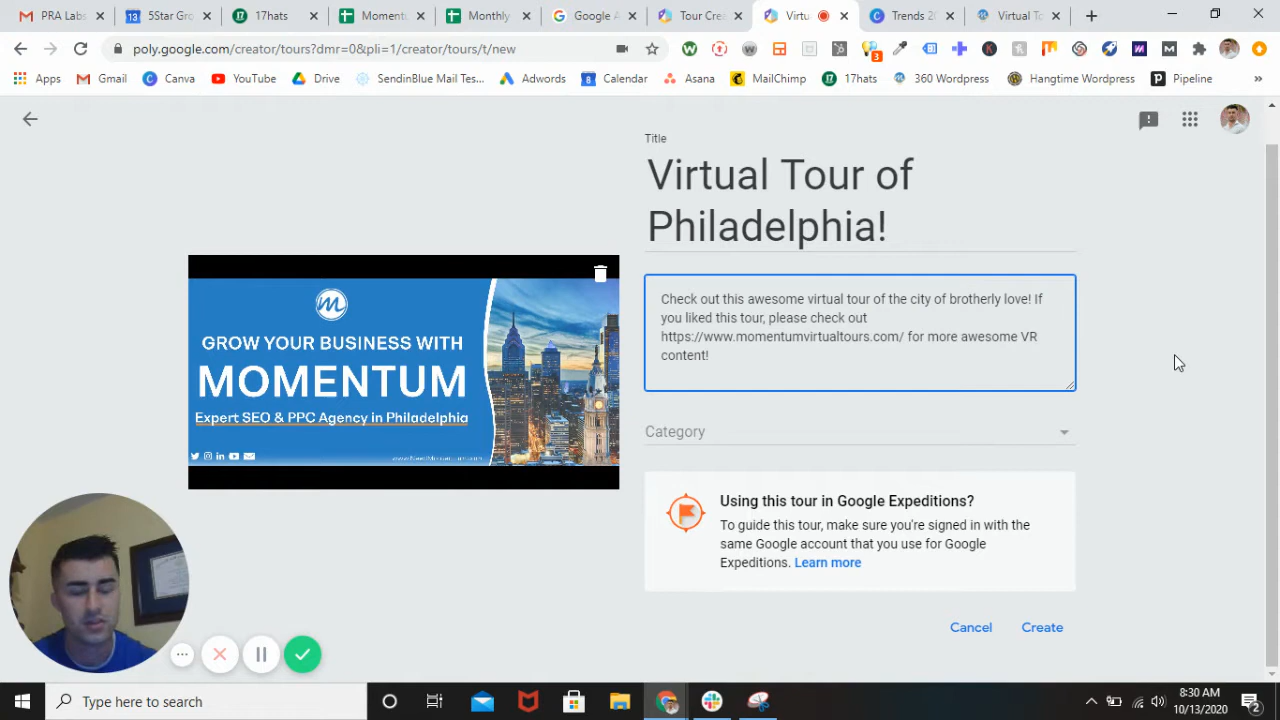 PRA Labs
5Star Gro
17hats
Moment
Monthly
Google A
Tour Crea
Virtu
Trends 20
Virtual To
poly.google.com/creator/tours?dmr=0&pli=1/creator/tours/t/new
Apps
Gmail
Canva
YouTube
Drive
SendinBlue Mail Tes...
Adwords
Calendar
Asana
MailChimp
17hats
360 Wordpress
Hangtime Wordpress
Pipeline
»
Title
Virtual Tour of
Philadelphia!
Check out this awesome virtual tour of the city of brotherly love! If
you liked this tour, please check out
https://www.momentumvirtualtours.com/ for more awesome VR
content!
Category
Using this tour in Google Expeditions?
To guide this tour, make sure you're signed in with the
same Google account that you use for Google
Expeditions. Learn more
Cancel
Create
GROW YOUR BUSINESS WITH
MOMENTUM
Expert SEO & PPC Agency in Philadelphia
Type here to search
8:30 AM
10/13/2020